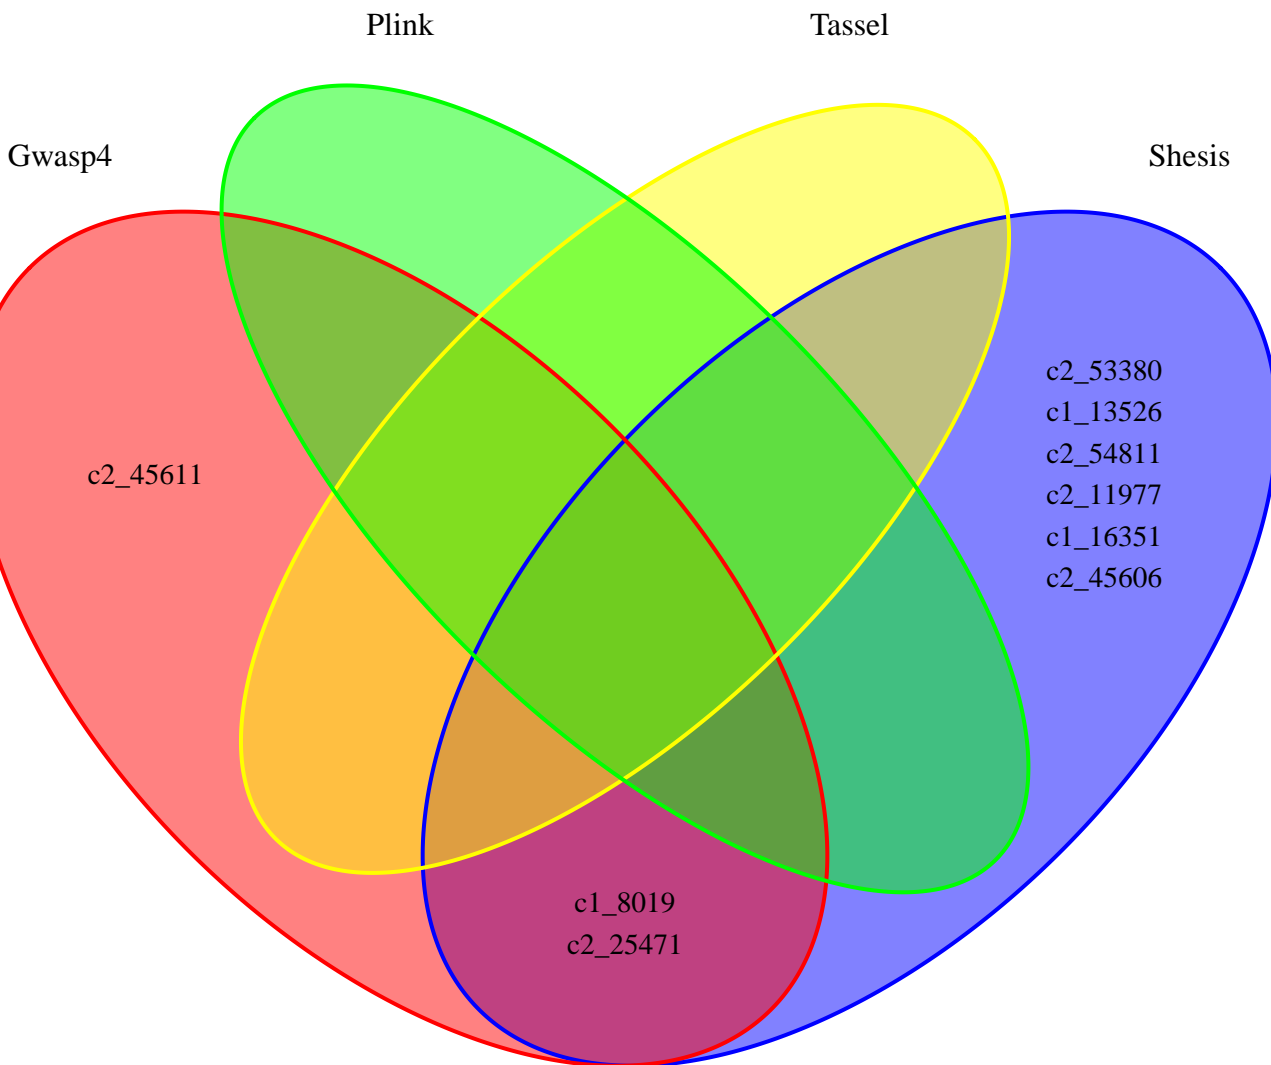 Plink
Tassel
Gwasp4
Shesis
c2_45611
c2_53380
c1_13526
c2_54811
c2_11977
c1_16351
c2_45606
c1_8019
c2_25471